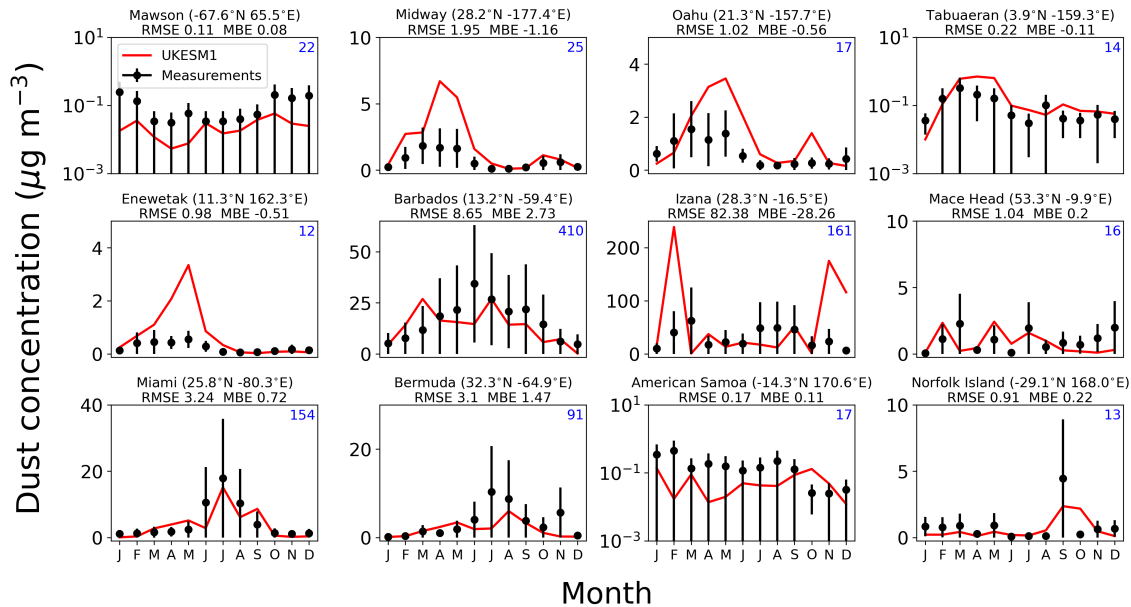 Mawson (-67.6°N 65.5°E)
RMSE 0.11 MBE 0.08
Midway (28.2°N -177.4°E)
RMSE 1.95 MBE -1.16
Oahu (21.3°N -157.7°E)
RMSE 1.02 MBE -0.56
Tabuaeran (3.9°N -159.3°E)
RMSE 0.22 MBE -0.11
10¹
10⁻¹
10⁻³
UKESM1
Measurements
22
10
5
0
25
4
2
0
17
10¹
10⁻¹
10⁻³
14
Dust concentration (μg m⁻³)
Enewetak (11.3°N 162.3°E)
RMSE 0.98 MBE -0.51
Barbados (13.2°N -59.4°E)
RMSE 8.65 MBE 2.73
Izana (28.3°N -16.5°E)
RMSE 82.38 MBE -28.26
Mace Head (53.3°N -9.9°E)
RMSE 1.04 MBE 0.2
4
2
0
12
50
25
0
410
200
100
0
161
10
5
0
16
Miami (25.8°N -80.3°E)
RMSE 3.24 MBE 0.72
Bermuda (32.3°N -64.9°E)
RMSE 3.1 MBE 1.47
American Samoa (-14.3°N 170.6°E)
RMSE 0.17 MBE 0.11
Norfolk Island (-29.1°N 168.0°E)
RMSE 0.91 MBE 0.22
40
20
0
154
20
0
91
10¹
10⁻¹
10⁻³
17
10
5
0
13
J F M A M J J A S O N D
J F M A M J J A S O N D
J F M A M J J A S O N D
J F M A M J J A S O N D
Month